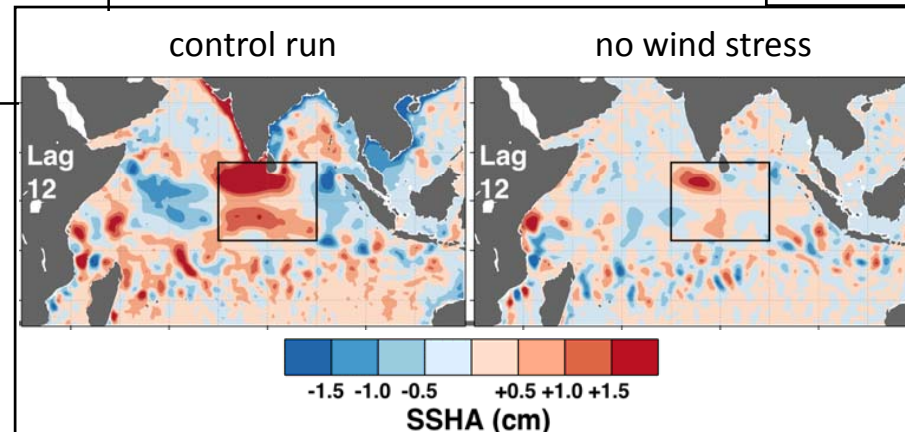 control run
no wind stress
Lag
12
Lag
12
-1.5 -1.0 -0.5 +0.5 +1.0 +1.5
SSHA (cm)